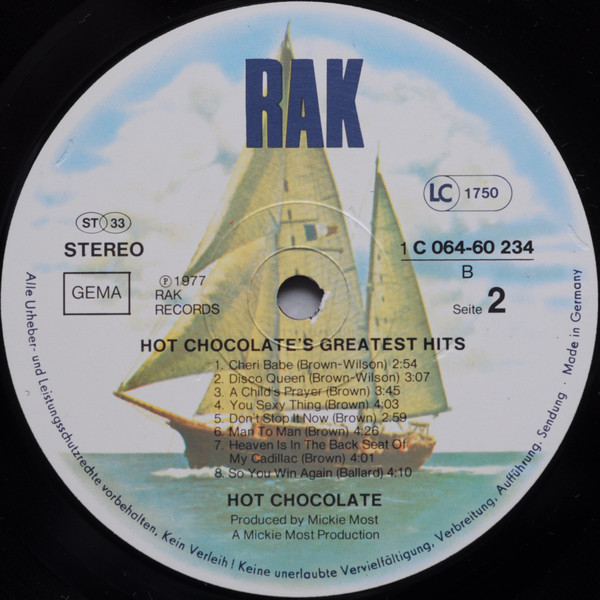 RAK
LC 1750
ST 33
STEREO
1 C 064-60 234
B
GEMA
℗ 1977
RAK
RECORDS
Seite 2
HOT CHOCOLATE'S GREATEST HITS
1. Cheri Babe (Brown-Wilson) 2:54
2. Disco Queen (Brown-Wilson) 3:07
3. A Child's Prayer (Brown) 3:45
4. You Sexy Thing (Brown) 4:03
5. Don't Stop It Now (Brown) 2:59
6. Man To Man (Brown) 4:26
7. Heaven Is In The Back Seat Of
My Cadillac (Brown) 4:01
8. So You Win Again (Ballard) 4:10
HOT CHOCOLATE
Produced by Mickie Most
A Mickie Most Production
Alle Urheber- und Leistungsschutzrechte vorbehalten. Kein Verleih! Keine unerlaubte Vervielfältigung, Verbreitung, Aufführung, Sendung · Made in Germany